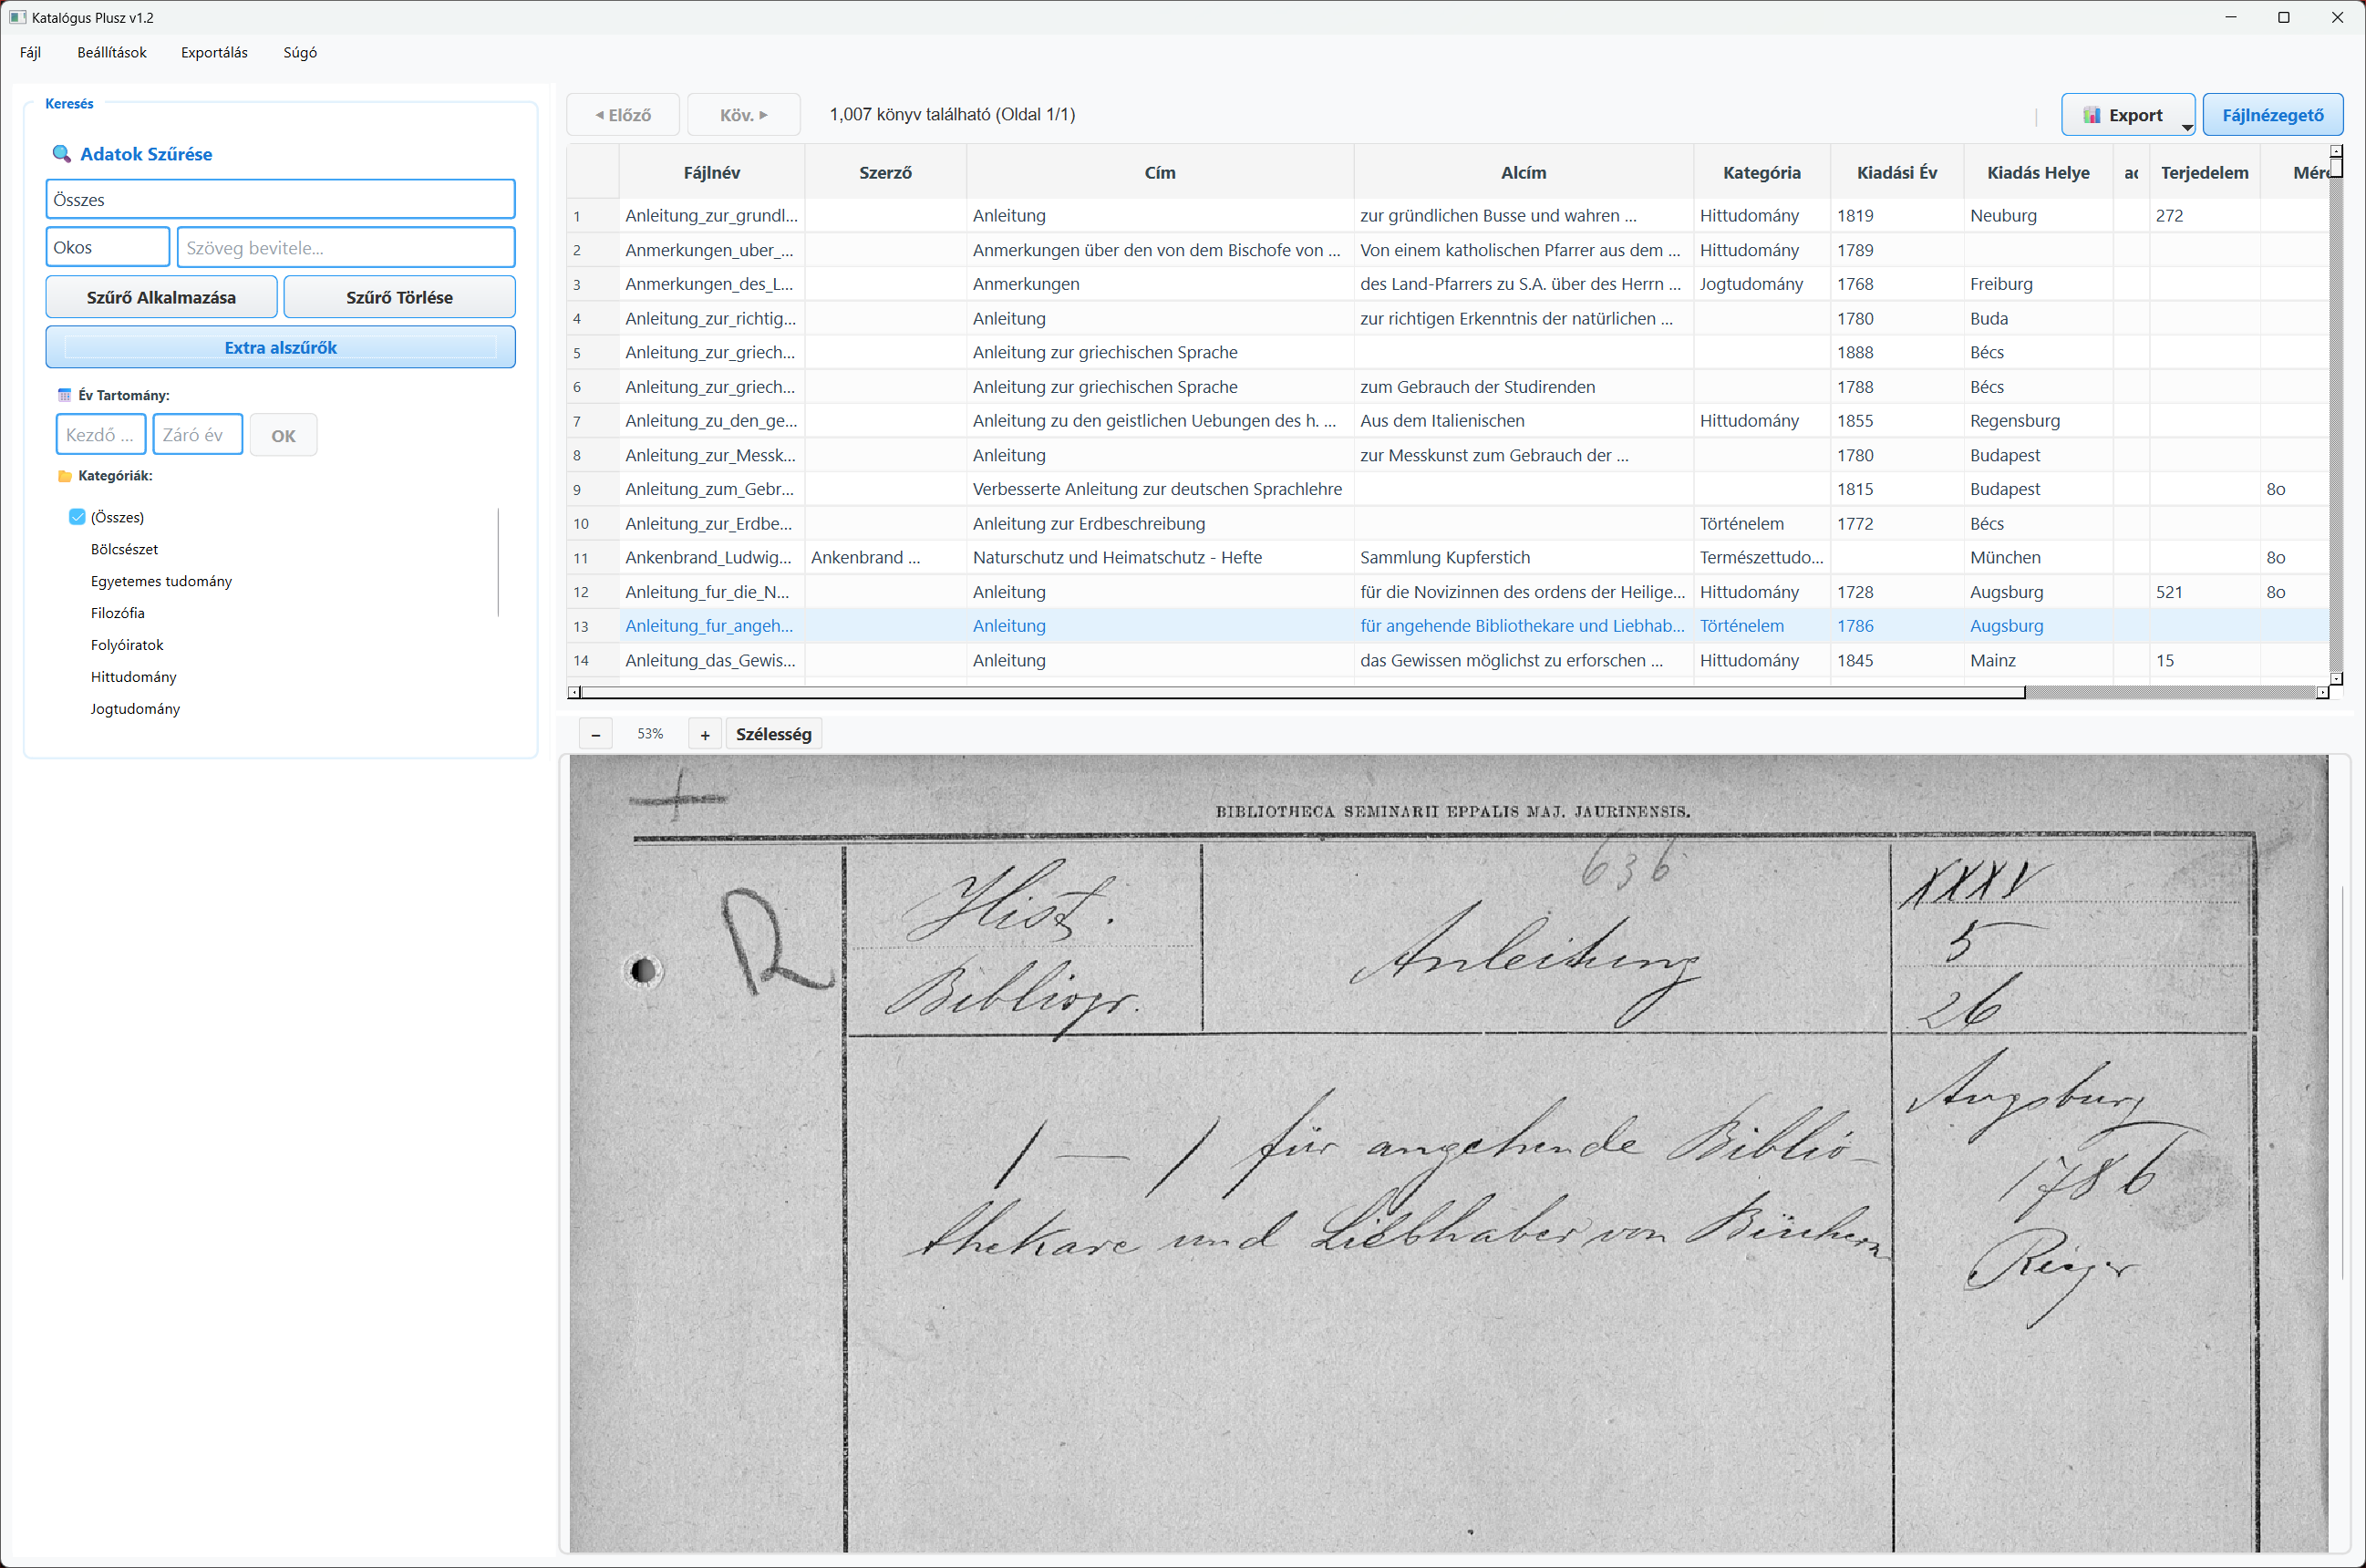 Katalógus Plusz v1.2
Fájl Beállítások Exportálás Súgó
Keresés
Adatok Szűrése
Összes
Okos Szöveg bevitele...
Szűrő Alkalmazása Szűrő Törlése
Extra alszűrők
Év Tartomány:
Kezdő ... Záró év OK
Kategóriák:
(Összes)
Bölcsészet
Egyetemes tudomány
Filozófia
Folyóiratok
Hittudomány
Jogtudomány
Előző Köv. 1,007 könyv található (Oldal 1/1) Export Fájlnézegető
Fájlnév Szerző Cím Alcím Kategória Kiadási Év Kiadás Helye Terjedelem
1 Anleitung_zur_grundl... Anleitung zur gründlichen Busse und wahren ... Hittudomány 1819 Neuburg 272
2 Anmerkungen_uber_... Anmerkungen über den von dem Bischofe von ... Von einem katholischen Pfarrer aus dem ... Hittudomány 1789
3 Anmerkungen_des_L... Anmerkungen des Land-Pfarrers zu S.A. über des Herrn ... Jogtudomány 1768 Freiburg
4 Anleitung_zur_richtig... Anleitung zur richtigen Erkenntnis der natürlichen ... 1780 Buda
5 Anleitung_zur_griech... Anleitung zur griechischen Sprache 1888 Bécs
6 Anleitung_zur_griech... Anleitung zur griechischen Sprache zum Gebrauch der Studirenden 1788 Bécs
7 Anleitung_zu_den_ge... Anleitung zu den geistlichen Uebungen des h. ... Aus dem Italienischen Hittudomány 1855 Regensburg
8 Anleitung_zur_Messk... Anleitung zur Messkunst zum Gebrauch der ... 1780 Budapest
9 Anleitung_zum_Gebr... Verbesserte Anleitung zur deutschen Sprachlehre 1815 Budapest 8o
10 Anleitung_zur_Erdbe... Anleitung zur Erdbeschreibung Történelem 1772 Bécs
11 Ankenbrand_Ludwig... Ankenbrand ... Naturschutz und Heimatschutz - Hefte Sammlung Kupferstich Természettudo... München 8o
12 Anleitung_fur_die_N... Anleitung für die Novizinnen des ordens der Heilige... Hittudomány 1728 Augsburg 521 8o
13 Anleitung_fur_angeh... Anleitung für angehende Bibliothekare und Liebhab... Történelem 1786 Augsburg
14 Anleitung_das_Gewis... Anleitung das Gewissen möglichst zu erforschen ... Hittudomány 1845 Mainz 15
– 53% + Szélesség
BIBLIOTHECA SEMINARII EPPALIS MAJ. JAURINENSIS.
636
R Hist. Anleitung XXXV
5
Bibliogr. 26
Augsburg
/ — / für angehende Biblio- 1786
thekare und Liebhaber von Büchern Rieger